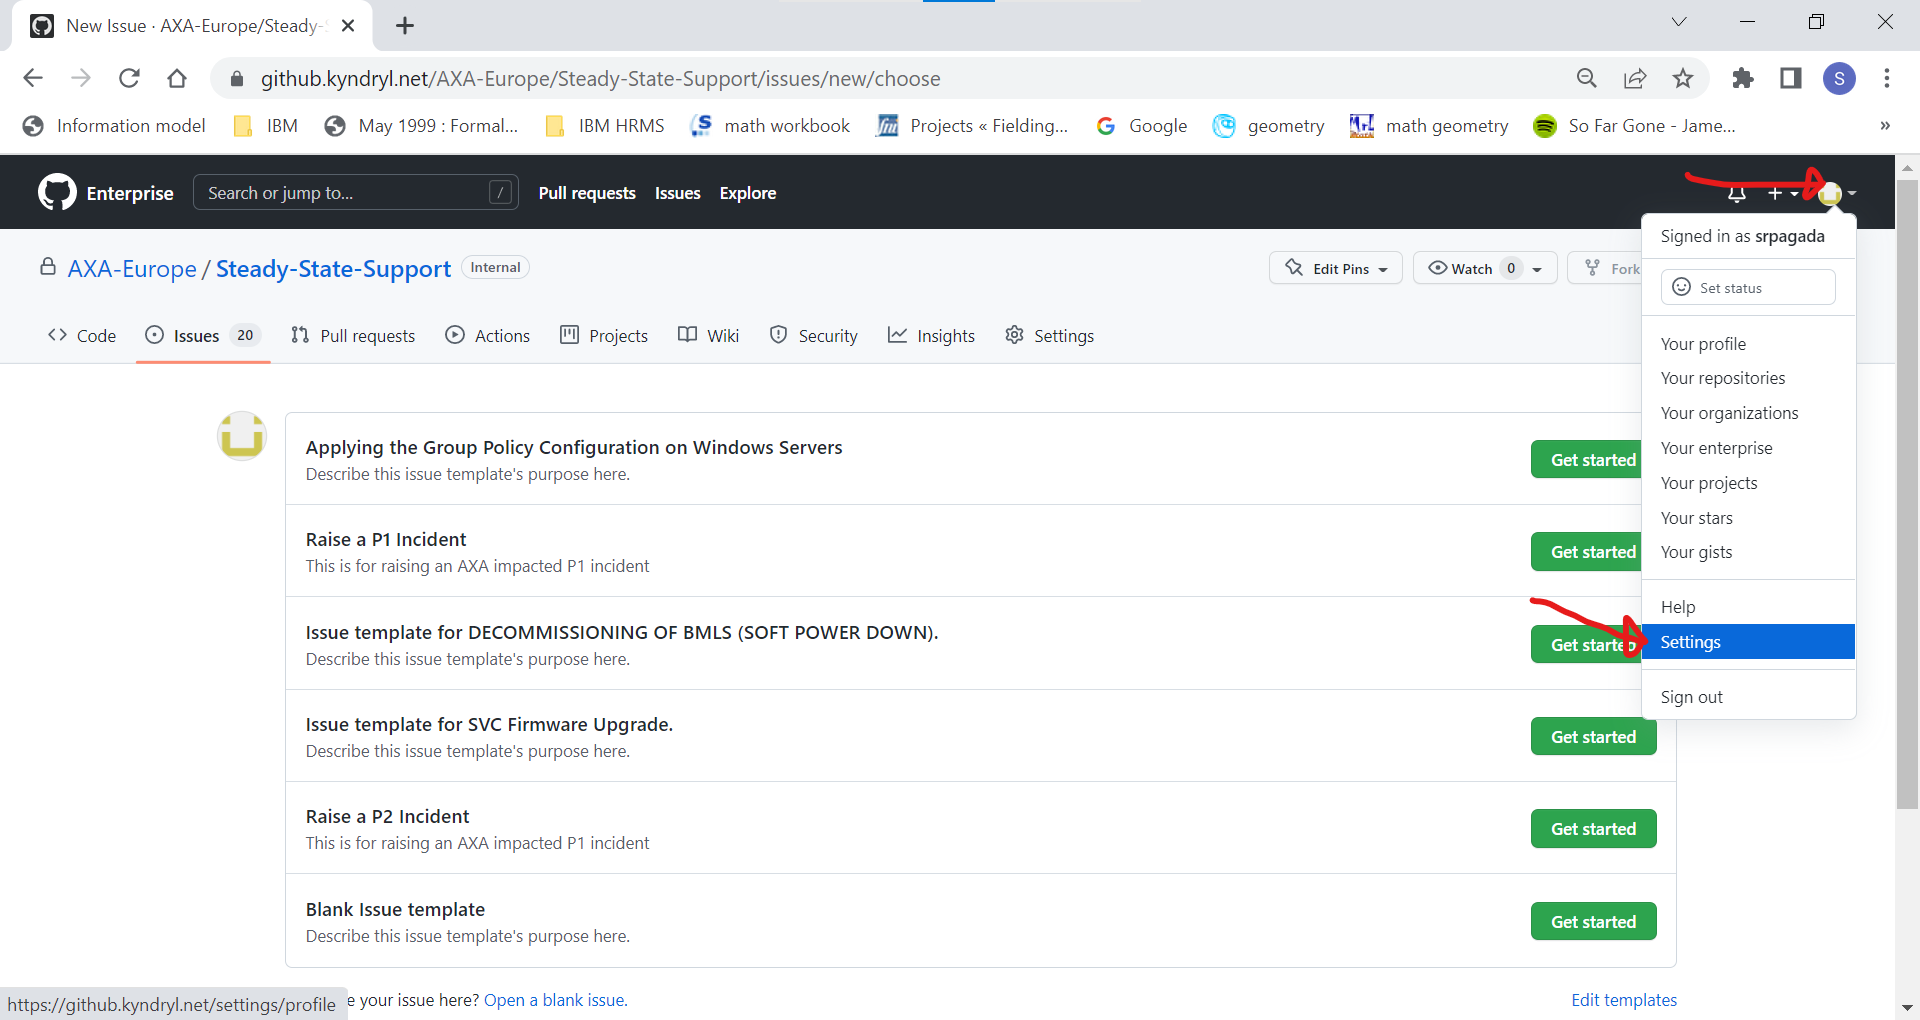 New Issue · AXA-Europe/Steady-
github.kyndryl.net/AXA-Europe/Steady-State-Support/issues/new/choose
S
Information model
IBM
May 1999 : Formal...
IBM HRMS
math workbook
Projects « Fielding...
Google
geometry
math geometry
So Far Gone - Jame...
»
Enterprise
Search or jump to...
/
Pull requests
Issues
Explore
Signed in as srpagada
Set status
Your profile
Your repositories
Your organizations
Your enterprise
Your projects
Your stars
Your gists
Help
Settings
Sign out
AXA-Europe / Steady-State-Support
Internal
Edit Pins
Watch 0
Fork
Code
Issues 20
Pull requests
Actions
Projects
Wiki
Security
Insights
Settings
Applying the Group Policy Configuration on Windows Servers
Describe this issue template's purpose here.
Get started
Raise a P1 Incident
This is for raising an AXA impacted P1 incident
Get started
Issue template for DECOMMISSIONING OF BMLS (SOFT POWER DOWN).
Describe this issue template's purpose here.
Get started
Issue template for SVC Firmware Upgrade.
Describe this issue template's purpose here.
Get started
Raise a P2 Incident
This is for raising an AXA impacted P1 incident
Get started
Blank Issue template
Describe this issue template's purpose here.
Get started
https://github.kyndryl.net/settings/profile
e your issue here? Open a blank issue.
Edit templates